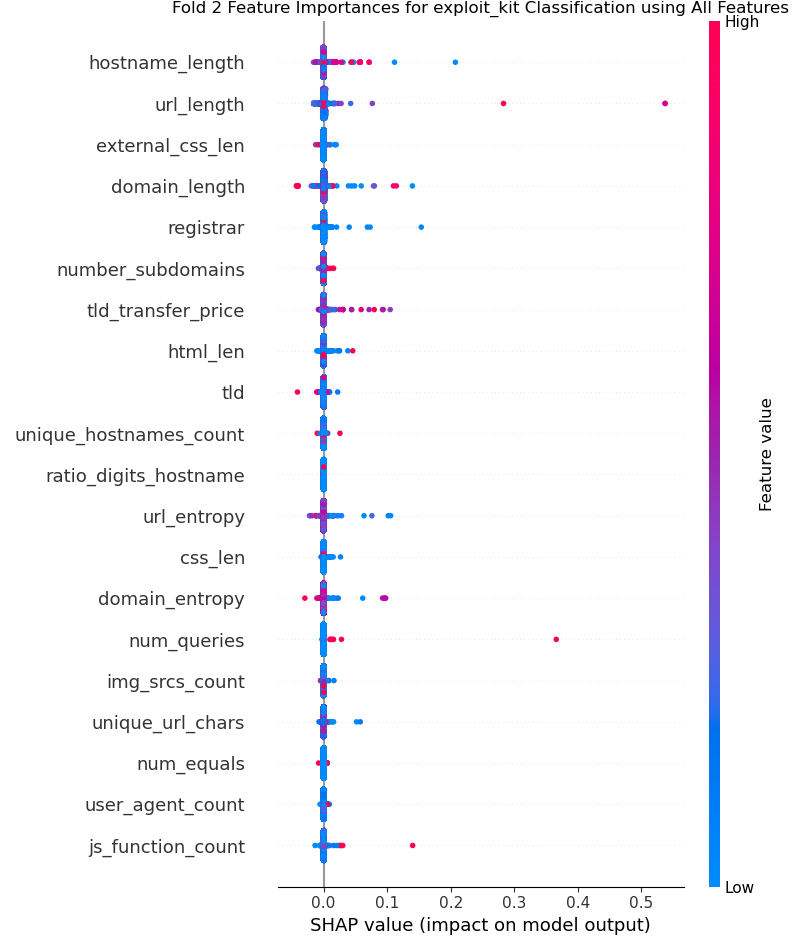 Fold 2 Feature Importances for exploit_kit Classification using All Features
High
hostname_length
url_length
external_css_len
domain_length
registrar
number_subdomains
tld_transfer_price
html_len
tld
unique_hostnames_count
ratio_digits_hostname
url_entropy
css_len
domain_entropy
num_queries
img_srcs_count
unique_url_chars
num_equals
user_agent_count
js_function_count
Feature value
Low
0.0 0.1 0.2 0.3 0.4 0.5
SHAP value (impact on model output)